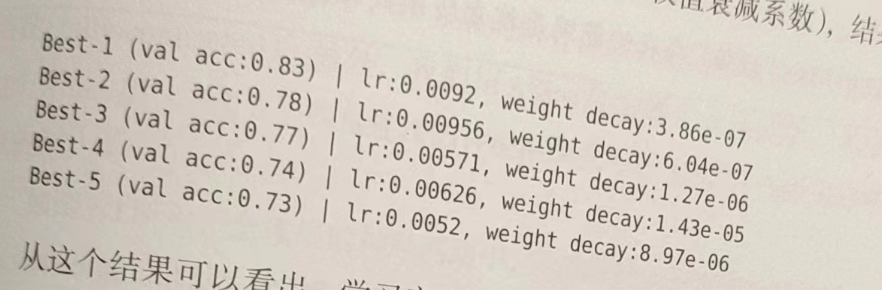 值衰减系数)，结
Best-1 (val acc:0.83) | lr:0.0092, weight decay:3.86e-07
Best-2 (val acc:0.78) | lr:0.00956, weight decay:6.04e-07
Best-3 (val acc:0.77) | lr:0.00571, weight decay:1.27e-06
Best-4 (val acc:0.74) | lr:0.00626, weight decay:1.43e-05
Best-5 (val acc:0.73) | lr:0.0052, weight decay:8.97e-06
从这个结果可以看出，学习